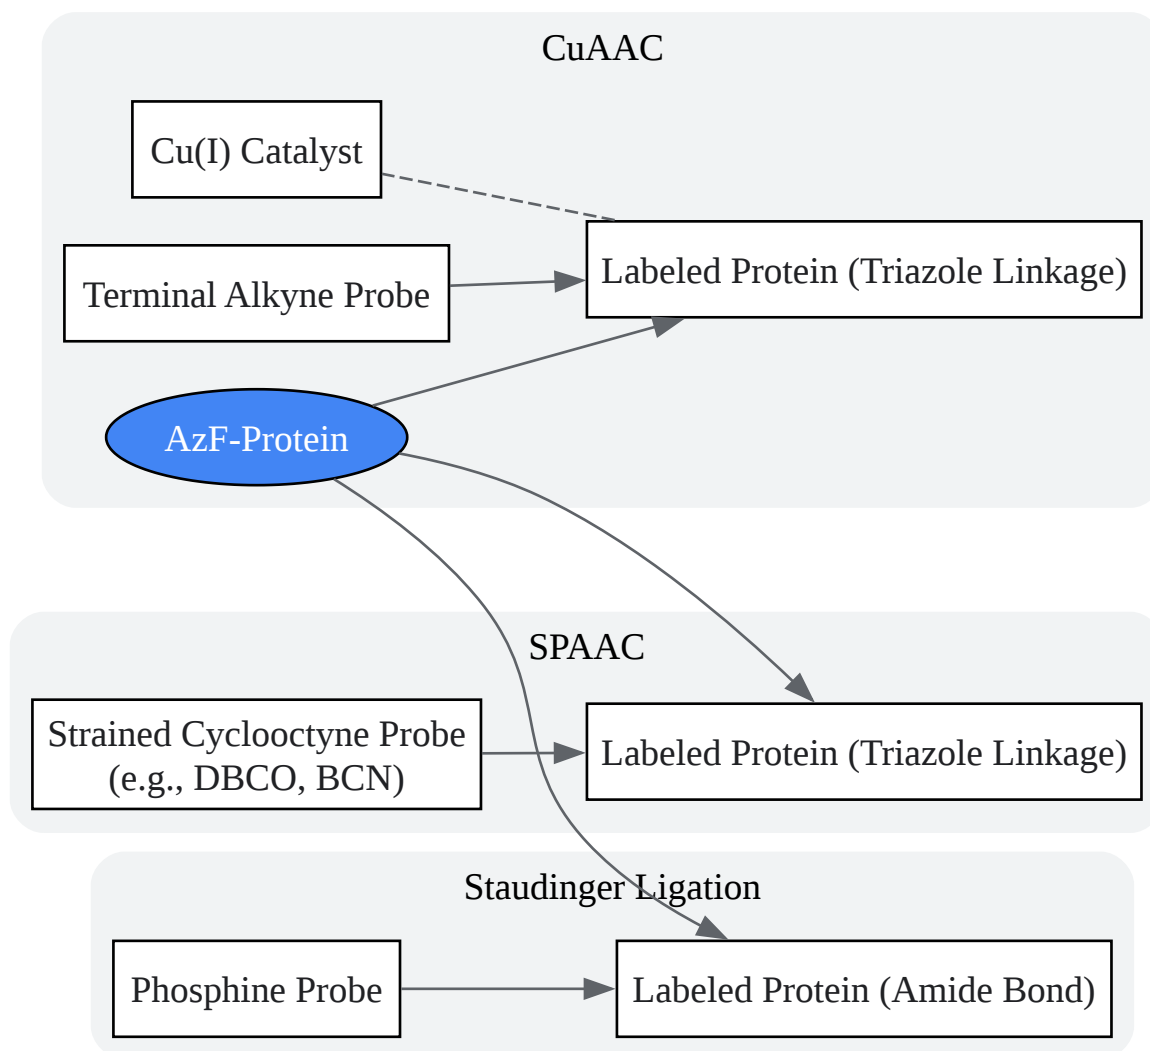 CuAAC
Cu(I) Catalyst
Labeled Protein (Triazole Linkage)
Terminal Alkyne Probe
AzF-Protein
SPAAC
Strained Cyclooctyne Probe
(e.g., DBCO, BCN)
Labeled Protein (Triazole Linkage)
Staudinger Ligation
Phosphine Probe
Labeled Protein (Amide Bond)